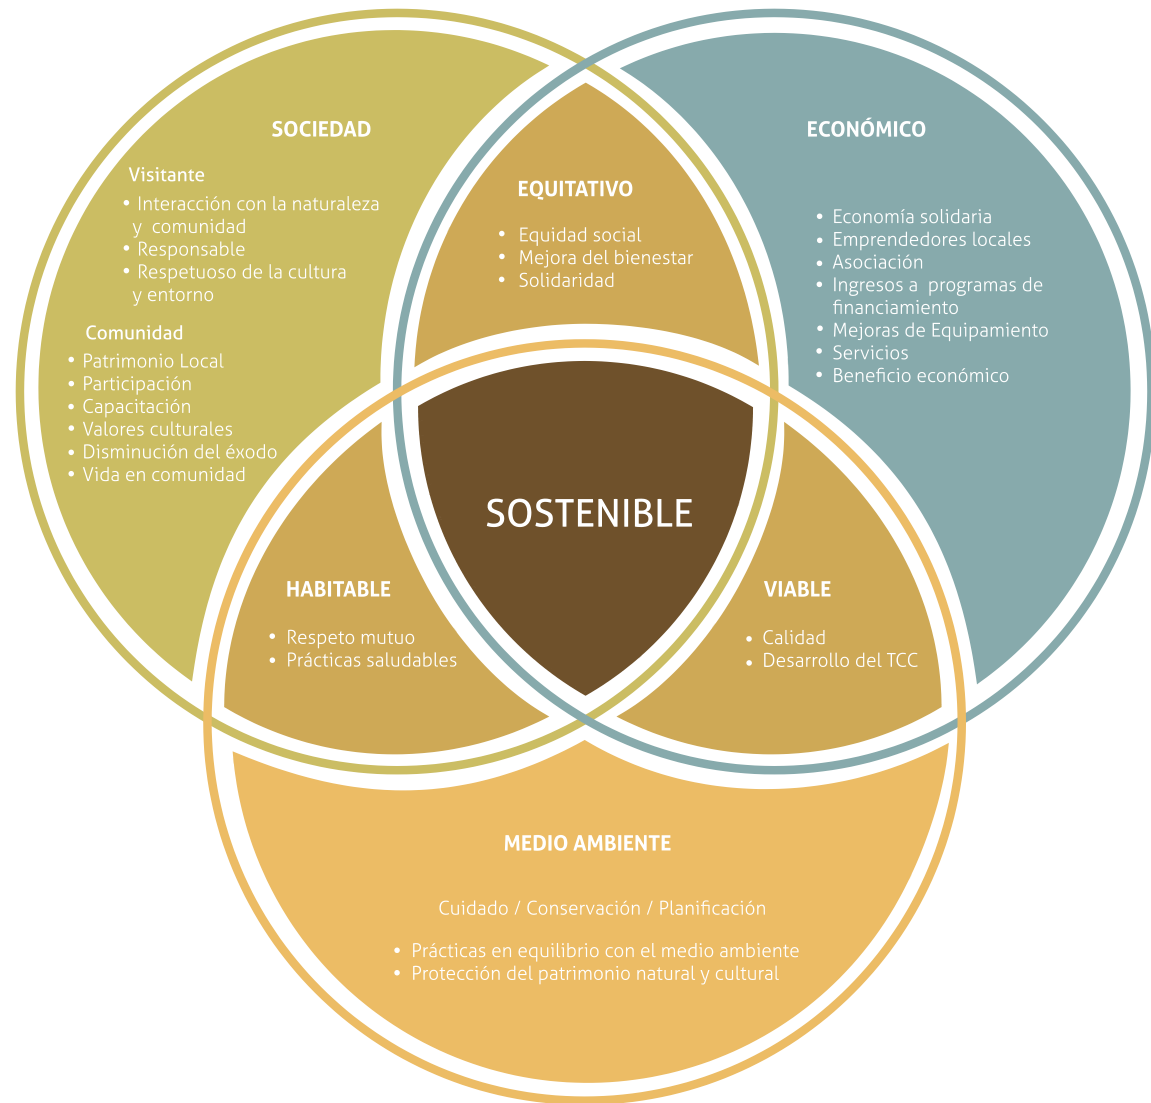 SOCIEDAD
Visitante
• Interacción con la naturaleza
y comunidad
• Responsable
• Respetuoso de la cultura
y entorno
Comunidad
• Patrimonio Local
• Participación
• Capacitación
• Valores culturales
• Disminución del éxodo
• Vida en comunidad
EQUITATIVO
• Equidad social
• Mejora del bienestar
• Solidaridad
ECONÓMICO
• Economía solidaria
• Emprendedores locales
• Asociación
• Ingresos a programas de
financiamiento
• Mejoras de Equipamiento
• Servicios
• Beneficio económico
SOSTENIBLE
HABITABLE
• Respeto mutuo
• Prácticas saludables
VIABLE
• Calidad
• Desarrollo del TCC
MEDIO AMBIENTE
Cuidado / Conservación / Planificación
• Prácticas en equilibrio con el medio ambiente
• Protección del patrimonio natural y cultural